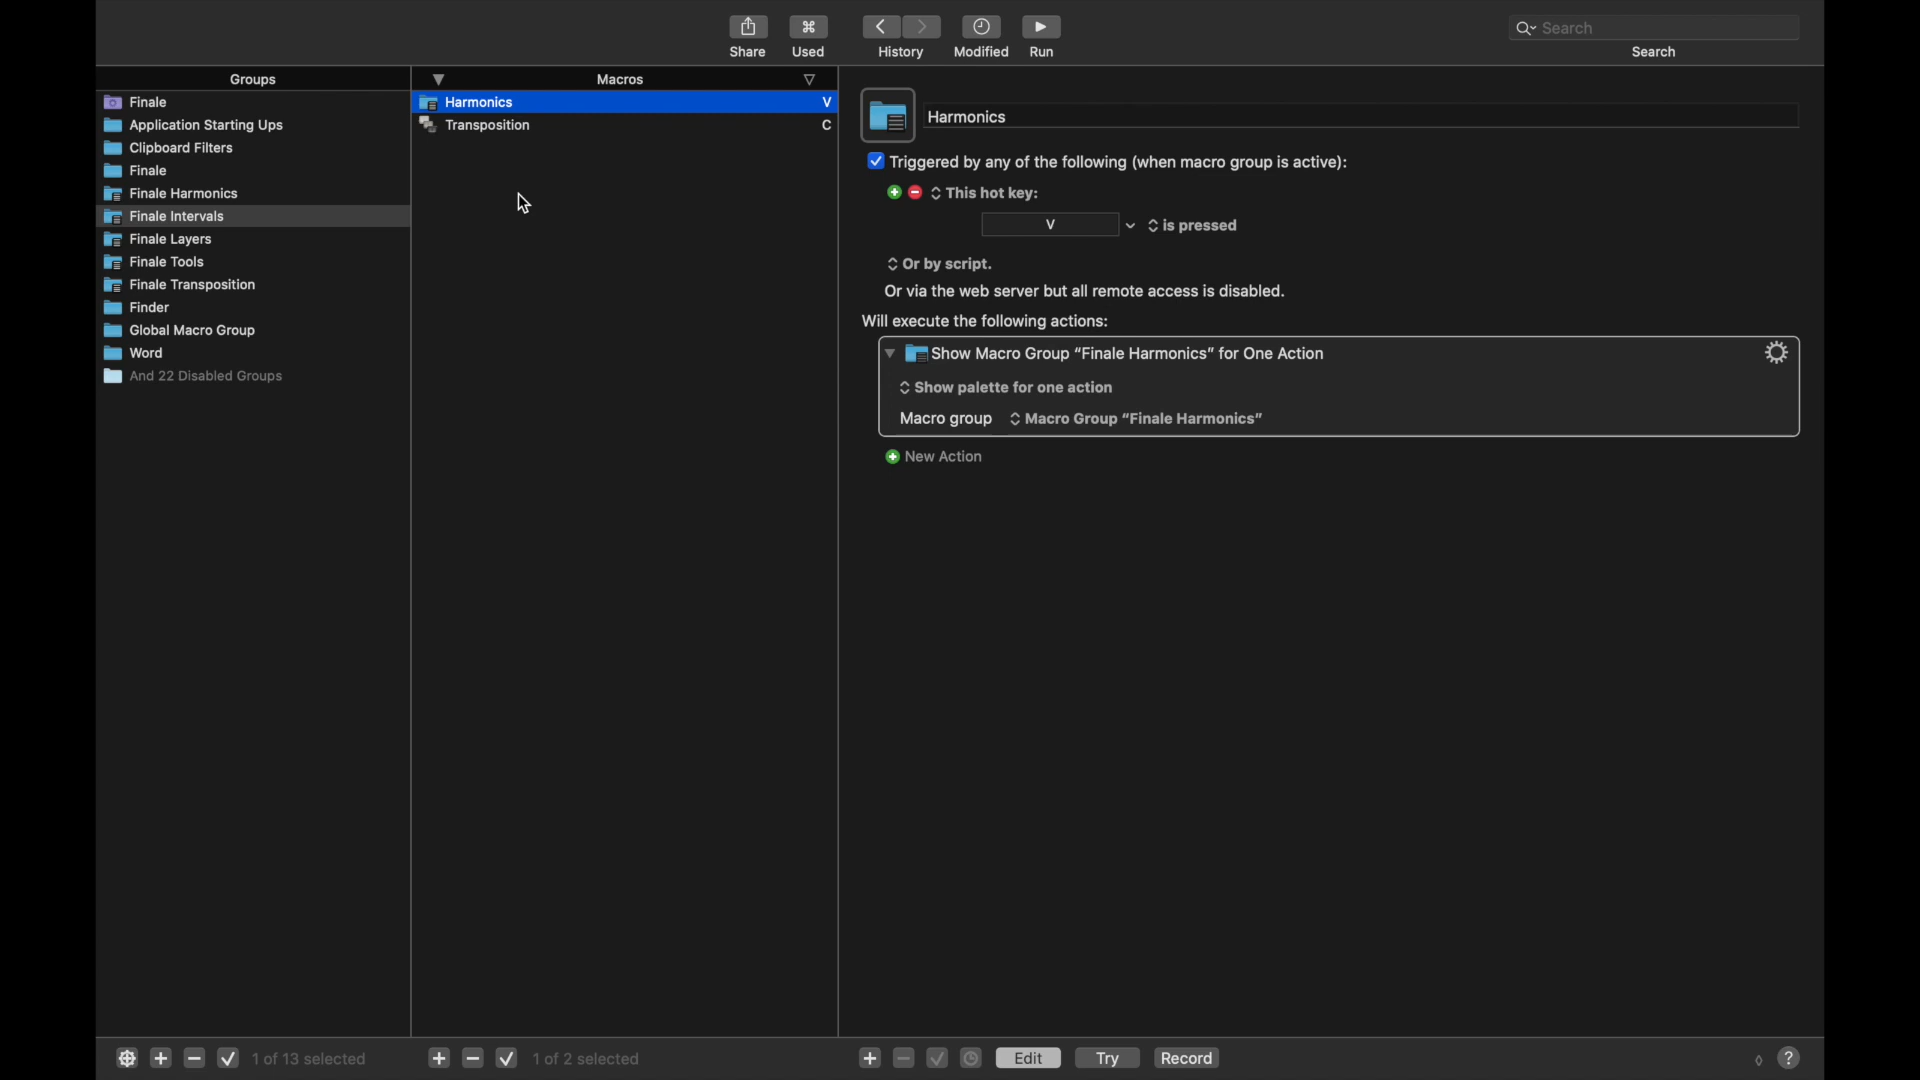 Share
Used
History
Modified
Run
Search
Search
Groups
Macros
Finale
Application Starting Ups
Clipboard Filters
Finale
Finale Harmonics
Finale Intervals
Finale Layers
Finale Tools
Finale Transposition
Finder
Global Macro Group
Word
And 22 Disabled Groups
Harmonics V
Transposition C
Harmonics
Triggered by any of the following (when macro group is active):
This hot key:
V is pressed
Or by script.
Or via the web server but all remote access is disabled.
Will execute the following actions:
Show Macro Group “Finale Harmonics” for One Action
Show palette for one action
Macro group Macro Group “Finale Harmonics”
New Action
1 of 13 selected
1 of 2 selected
Edit
Try
Record
?